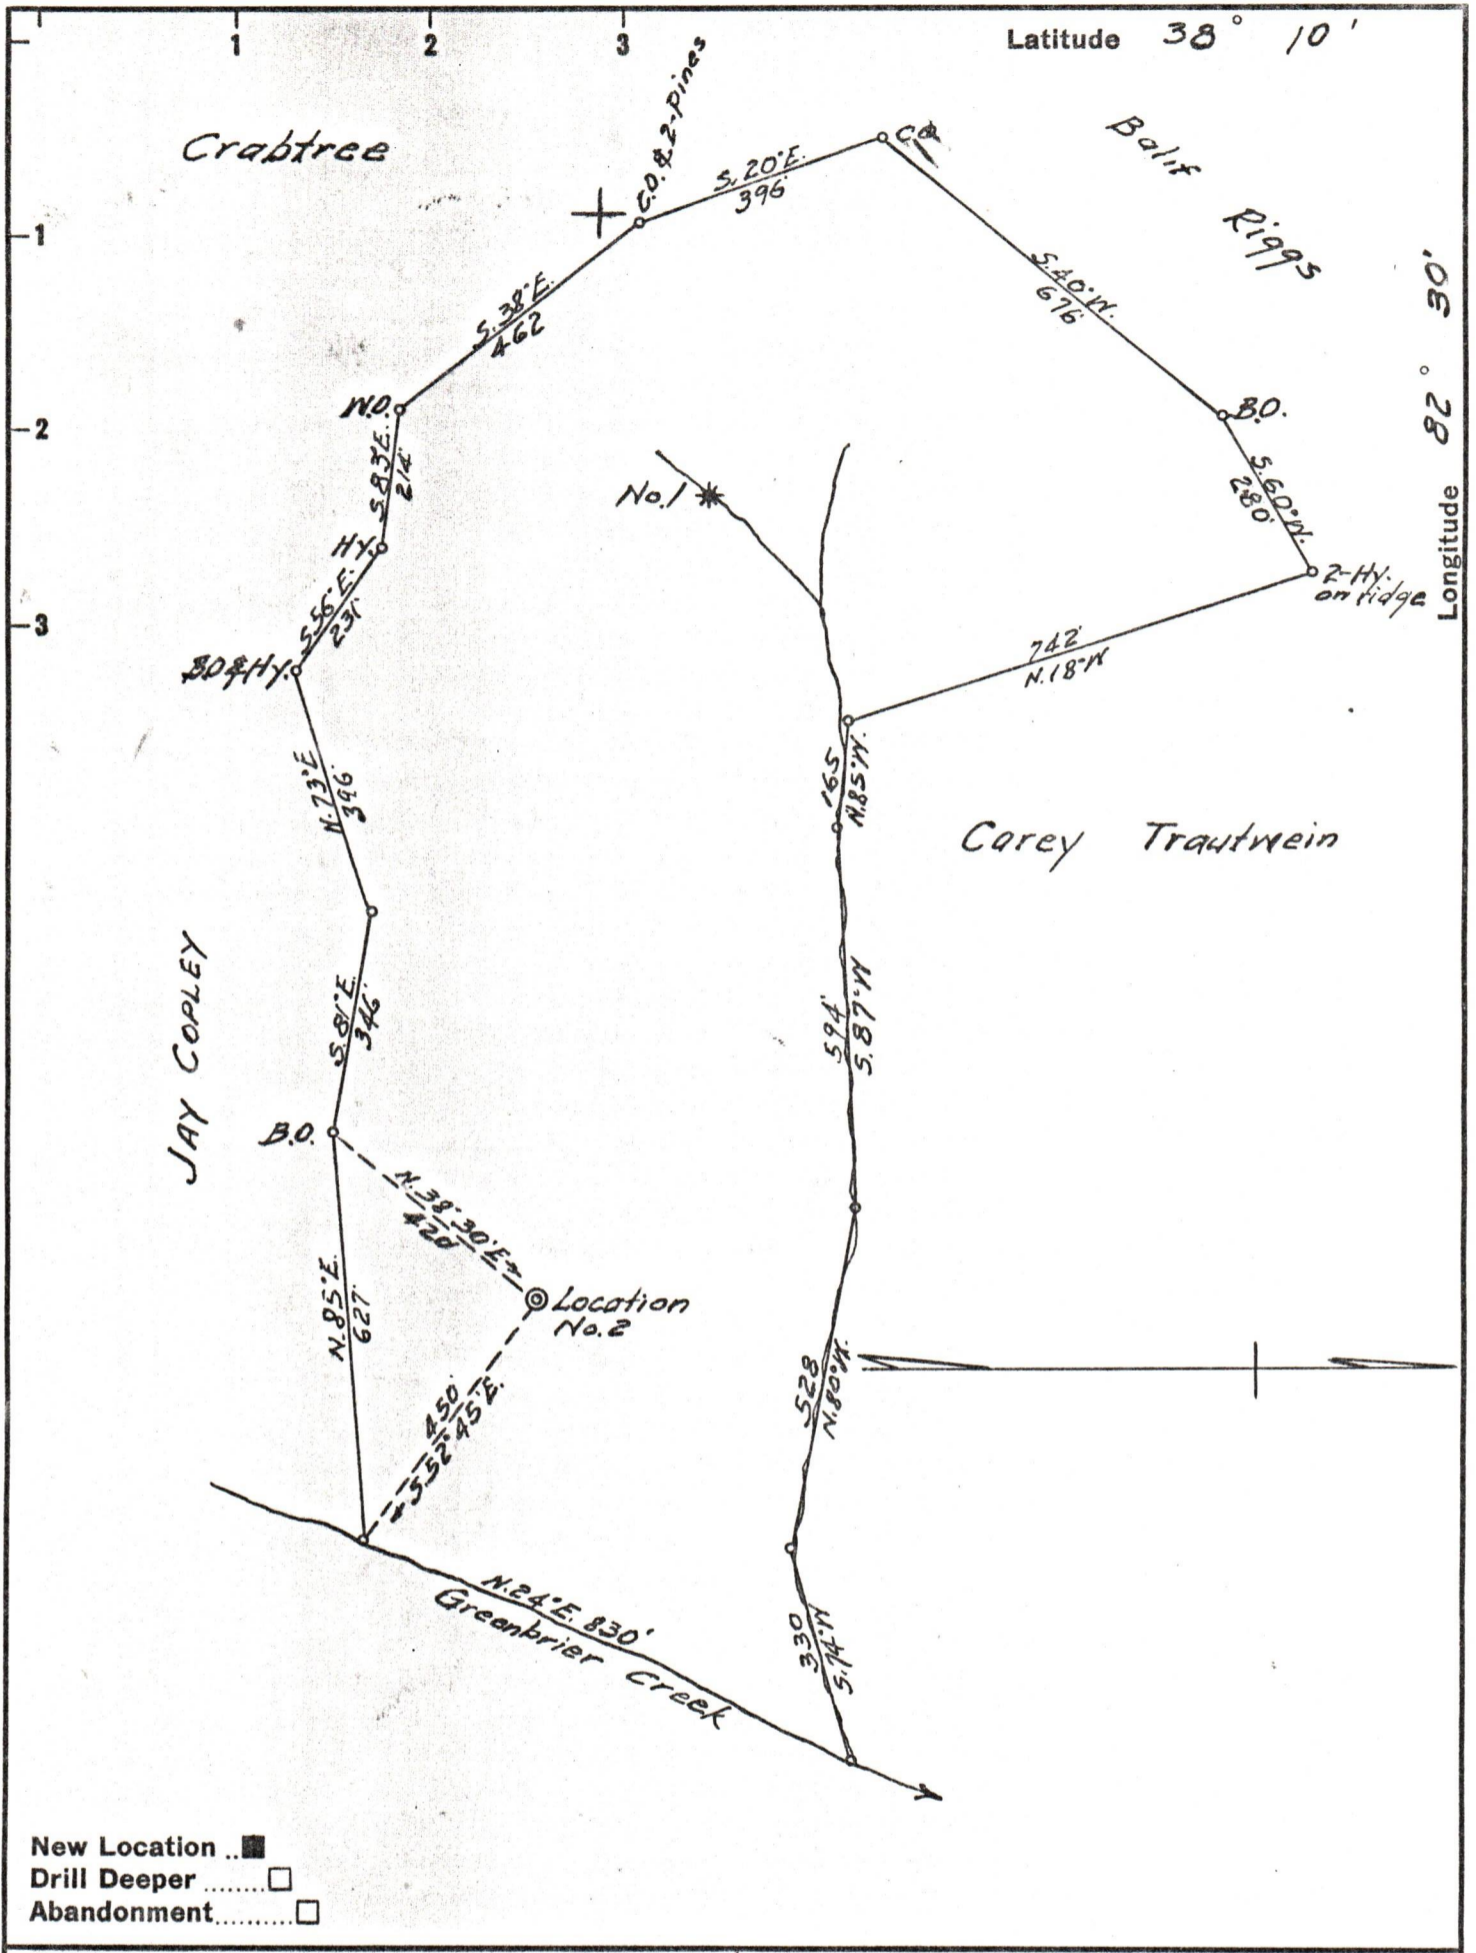 1 2 3
Latitude 38° 10'
Crabtree
C.O. & 2-Pines
S. 20°E.
396'
Balif
Riggs
1
S. 40°W.
676'
S. 38°E.
462
Longitude 82° 30'
W.O.
B.O.
2
S. 83°E.
214'
No. 1
S. 60°W.
280'
Hy.
2-Hy.
on ridge
S. 56°E.
231'
3
742'
N. 18°W
B.O & Hy.
N. 73°E
396'
165
N. 85°W.
Carey Trautwein
JAY COPLEY
S. 81°E.
346'
594'
S. 87°W
B.O.
N. 38°30'E
420'
N. 85°E.
627'
Location
No. 2
528
N. 80°W.
450'
S. 52°45'E.
N. 24°E. 830'
Greenbrier Creek
330
S. 74°W
New Location ..■
Drill Deeper ........□
Abandonment..........□